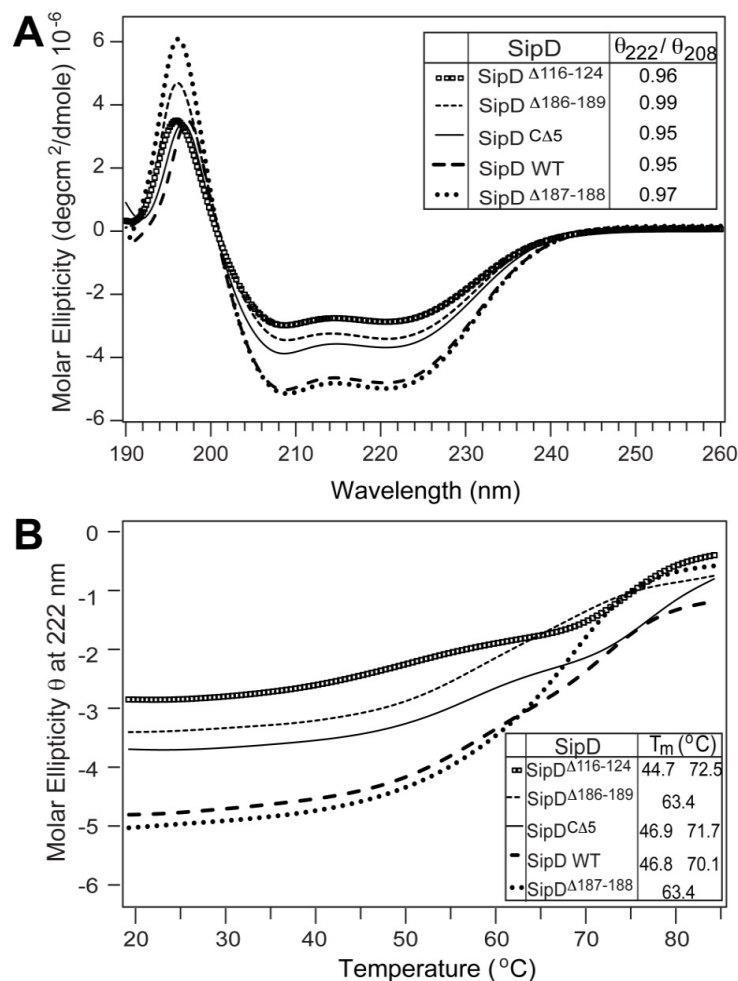 A
Molar Ellipticity (degcm²/dmole) 10⁻⁶
6
4
2
0
-2
-4
-6
190 200 210 220 230 240 250 260
Wavelength (nm)
SipD θ₂₂₂/θ₂₀₈
SipD Δ116-124 0.96
SipD Δ186-189 0.99
SipD CΔ5 0.95
SipD WT 0.95
SipD Δ187-188 0.97
B
Molar Ellipticity θ at 222 nm
0
-1
-2
-3
-4
-5
-6
20 30 40 50 60 70 80
Temperature (°C)
SipD Tm (°C)
SipDΔ116-124 44.7 72.5
SipDΔ186-189 63.4
SipDCΔ5 46.9 71.7
SipD WT 46.8 70.1
SipDΔ187-188 63.4